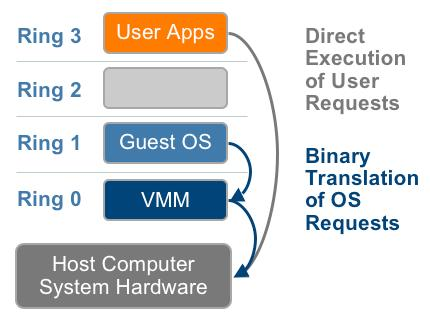 Ring 3
User Apps
Ring 2
Ring 1
Guest OS
Ring 0
VMM
Host Computer
System Hardware
Direct
Execution
of User
Requests
Binary
Translation
of OS
Requests